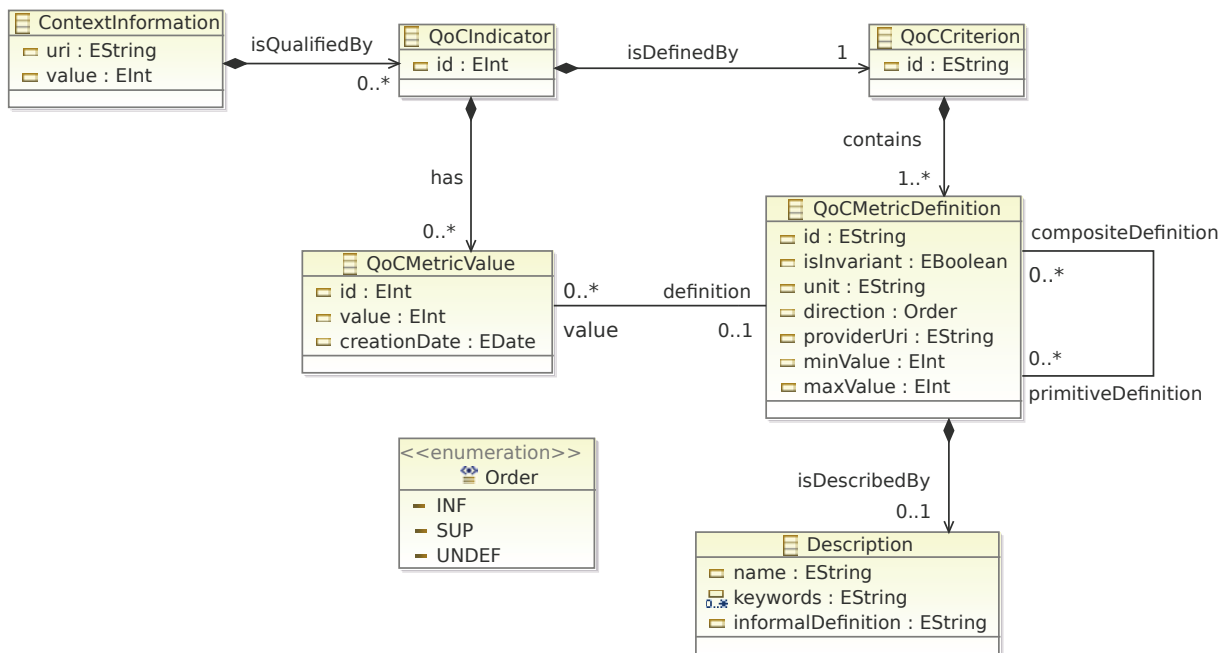 ContextInformation
uri : EString
value : EInt
isQualifiedBy
0..*
QoCIndicator
id : EInt
isDefinedBy
1
QoCCriterion
id : EString
has
0..*
contains
1..*
QoCMetricValue
id : EInt
value : EInt
creationDate : EDate
0..*
value
definition
0..1
QoCMetricDefinition
id : EString
isInvariant : EBoolean
unit : EString
direction : Order
providerUri : EString
minValue : EInt
maxValue : EInt
compositeDefinition
0..*
0..*
primitiveDefinition
<<enumeration>>
Order
INF
SUP
UNDEF
isDescribedBy
0..1
Description
name : EString
0..* keywords : EString
informalDefinition : EString